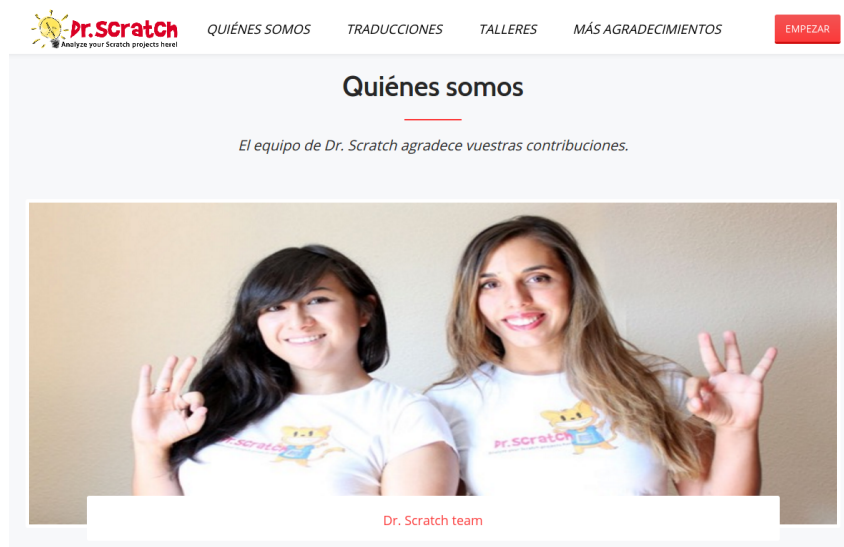 Dr.Scratch
Analyze your Scratch projects here!
QUIÉNES SOMOS
TRADUCCIONES
TALLERES
MÁS AGRADECIMIENTOS
EMPEZAR
Quiénes somos
El equipo de Dr. Scratch agradece vuestras contribuciones.
Dr.Scratch
Dr.Scratch
Dr. Scratch team